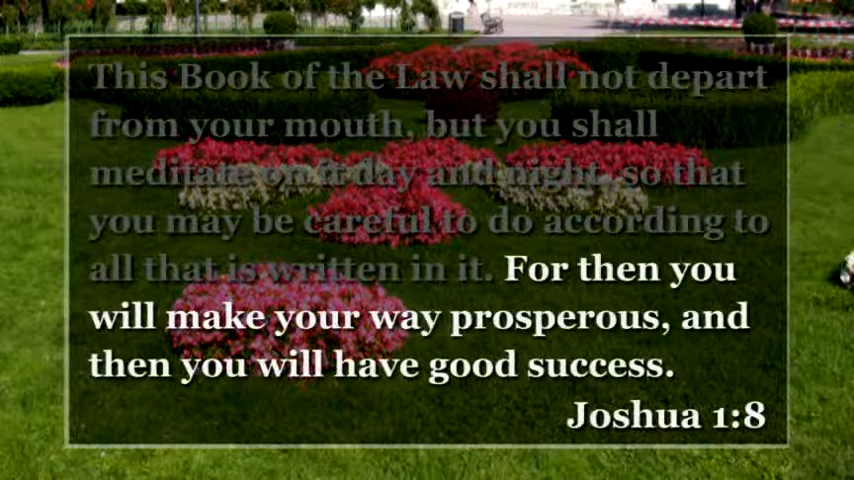 This Book of the Law shall not depart
from your mouth, but you shall
meditate on it day and night, so that
you may be careful to do according to
all that is written in it. For then you
will make your way prosperous, and
then you will have good success.
Joshua 1:8